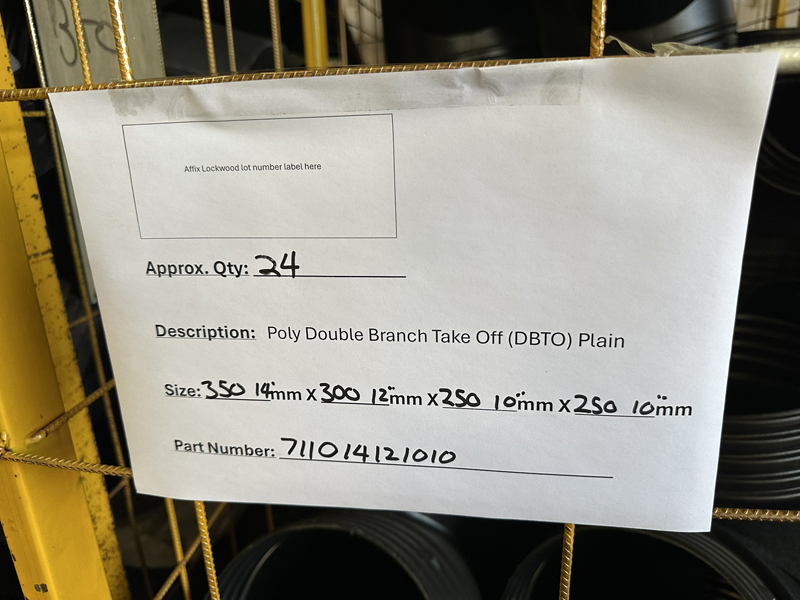 DBTO
Affix Lockwood lot number label here
Approx. Qty: 24
Description: Poly Double Branch Take Off (DBTO) Plain
Size: 350 14"mm X 300 12"mm X 250 10"mm X 250 10"mm
Part Number: 711014121010